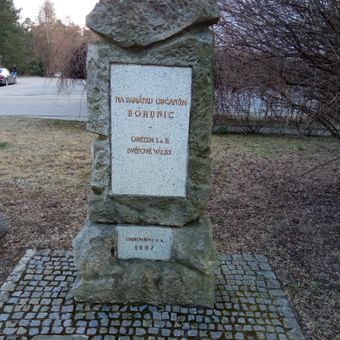 NA PAMÁTKU OBČANŮM
BOHUNIC
–
OBĚTEM I. a II.
SVĚTOVÉ VÁLKY
1997